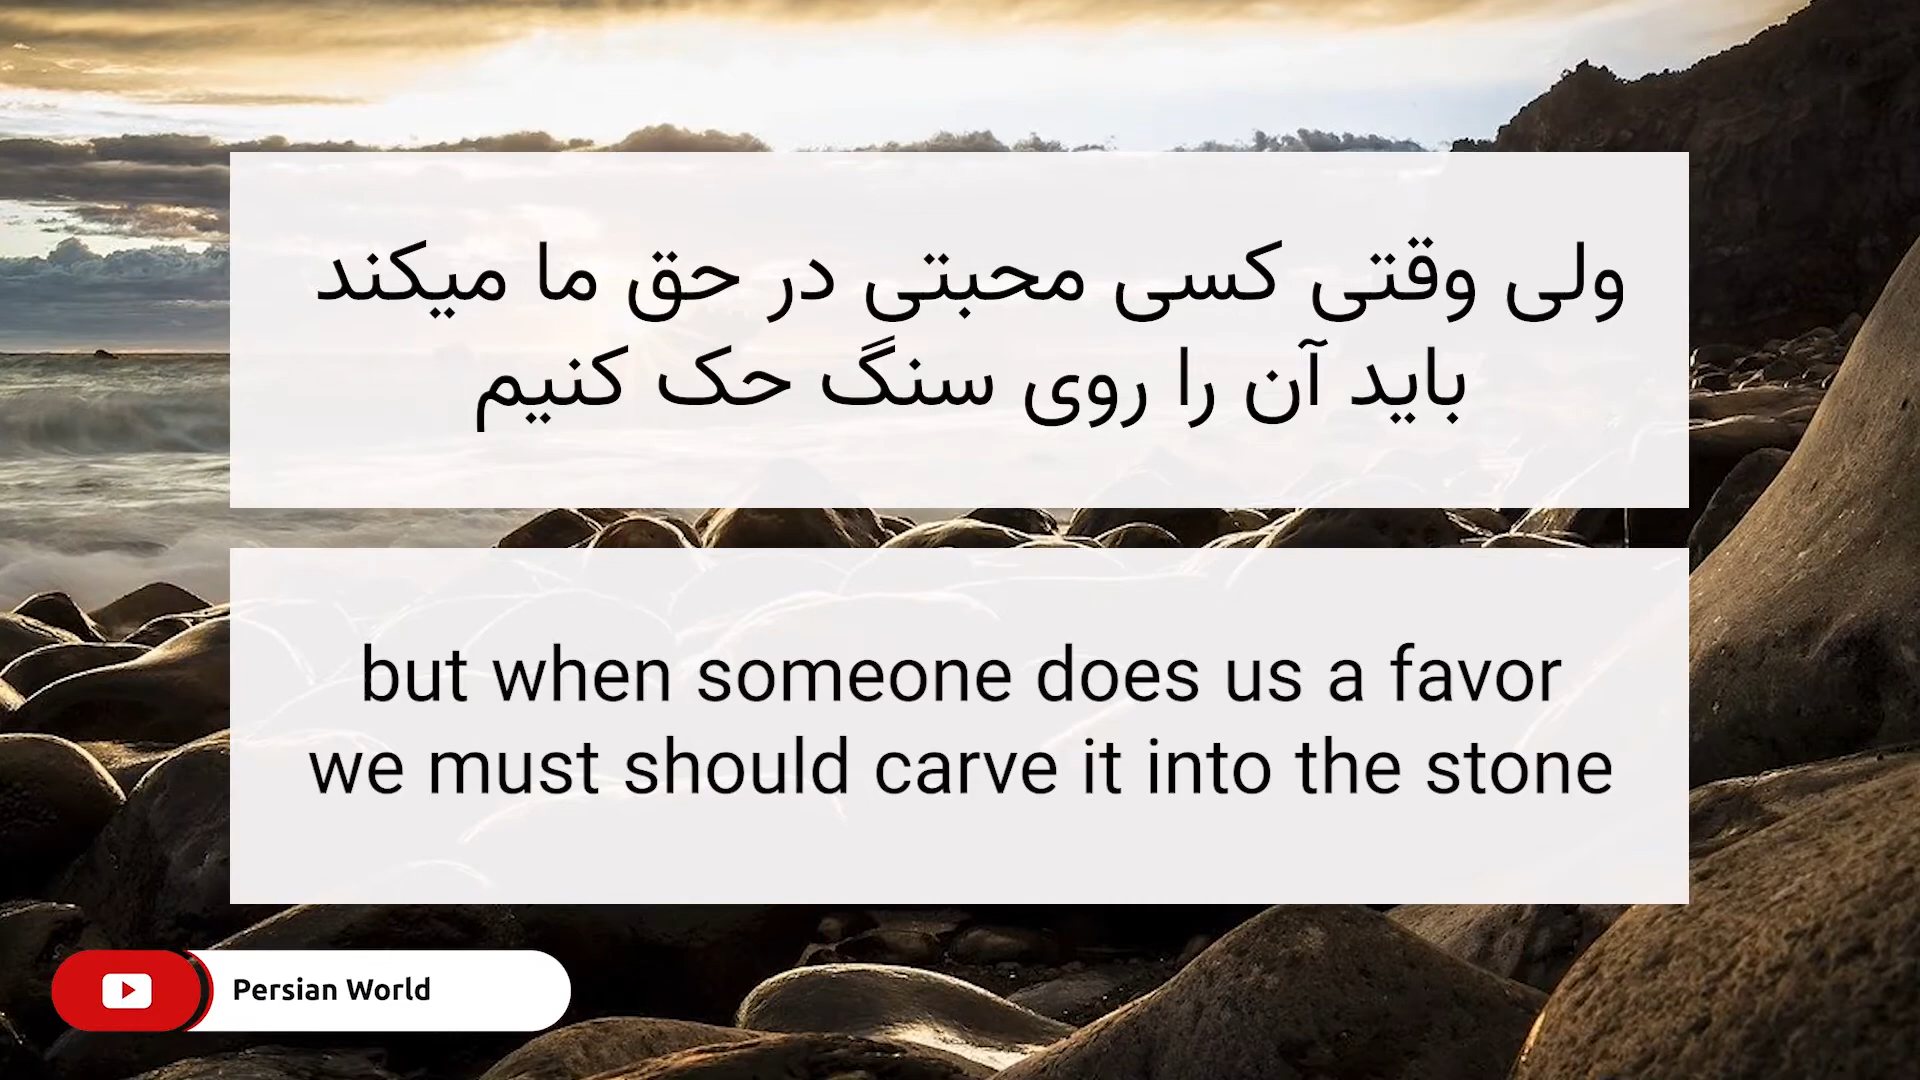 ولی وقتی کسی محبتی در حق ما میکند
باید آن را روی سنگ حک کنیم
but when someone does us a favor
we must should carve it into the stone
Persian World